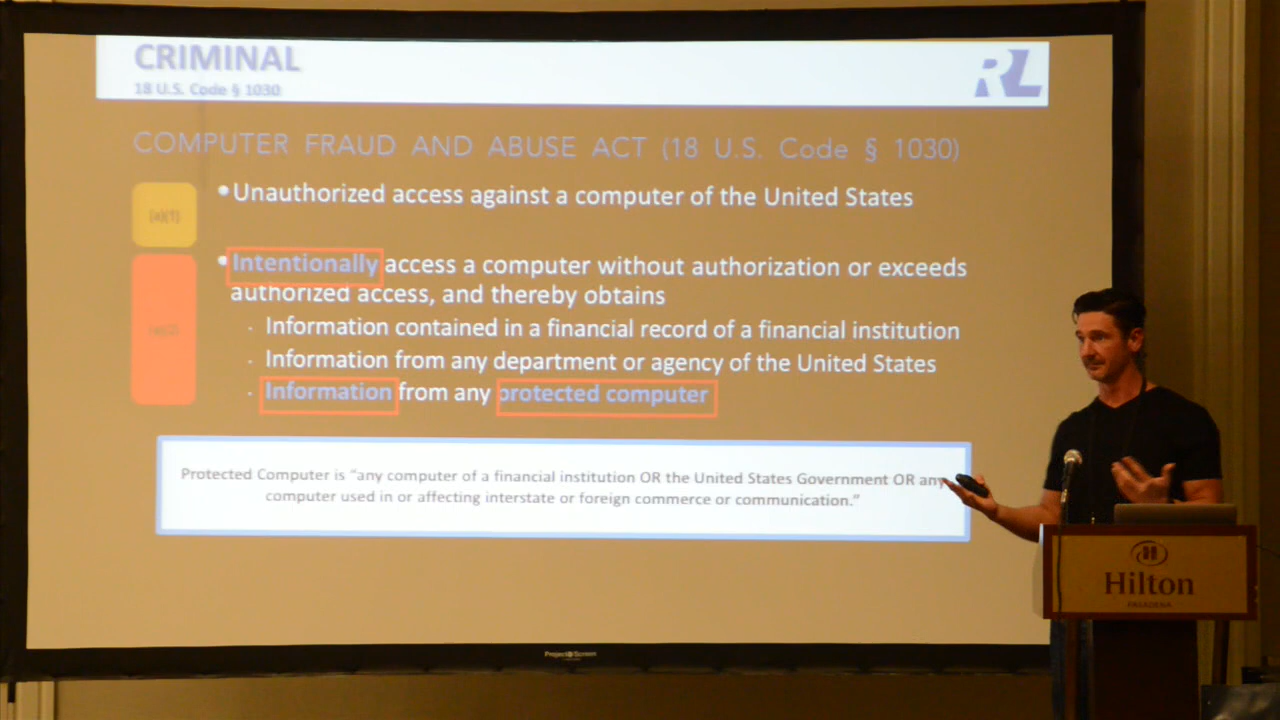 CRIMINAL
18 U.S. Code § 1030
RL
COMPUTER FRAUD AND ABUSE ACT (18 U.S. Code § 1030)
(a)(1)
•Unauthorized access against a computer of the United States
•Intentionally access a computer without authorization or exceeds
authorized access, and thereby obtains
(a)(2)
· Information contained in a financial record of a financial institution
· Information from any department or agency of the United States
· Information from any protected computer
Protected Computer is “any computer of a financial institution OR the United States Government OR any
computer used in or affecting interstate or foreign commerce or communication.”
Hilton
PASADENA